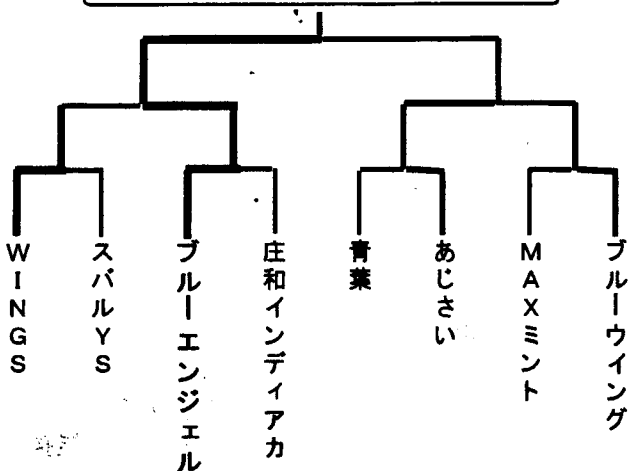 WINGS
スバルYS
ブルーエンジェル
庄和インディアカ
青葉
あじさい
MAXミント
ブルーウイング